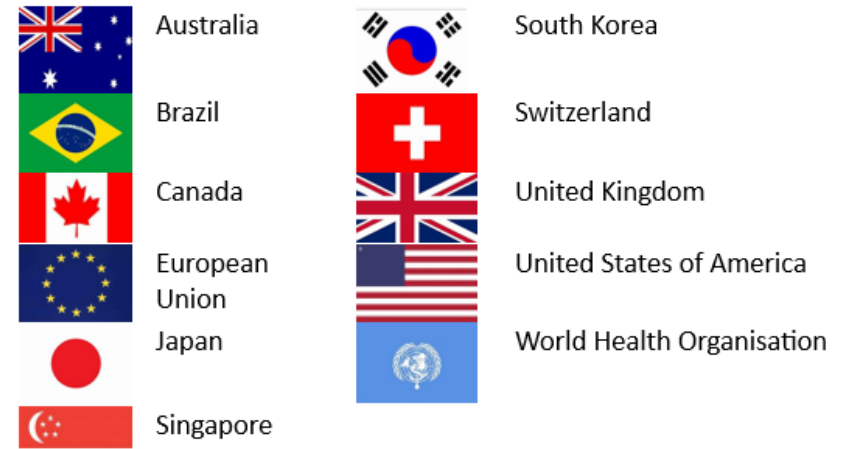 Australia
Brazil
Canada
European
Union
Japan
Singapore
South Korea
Switzerland
United Kingdom
United States of America
World Health Organisation